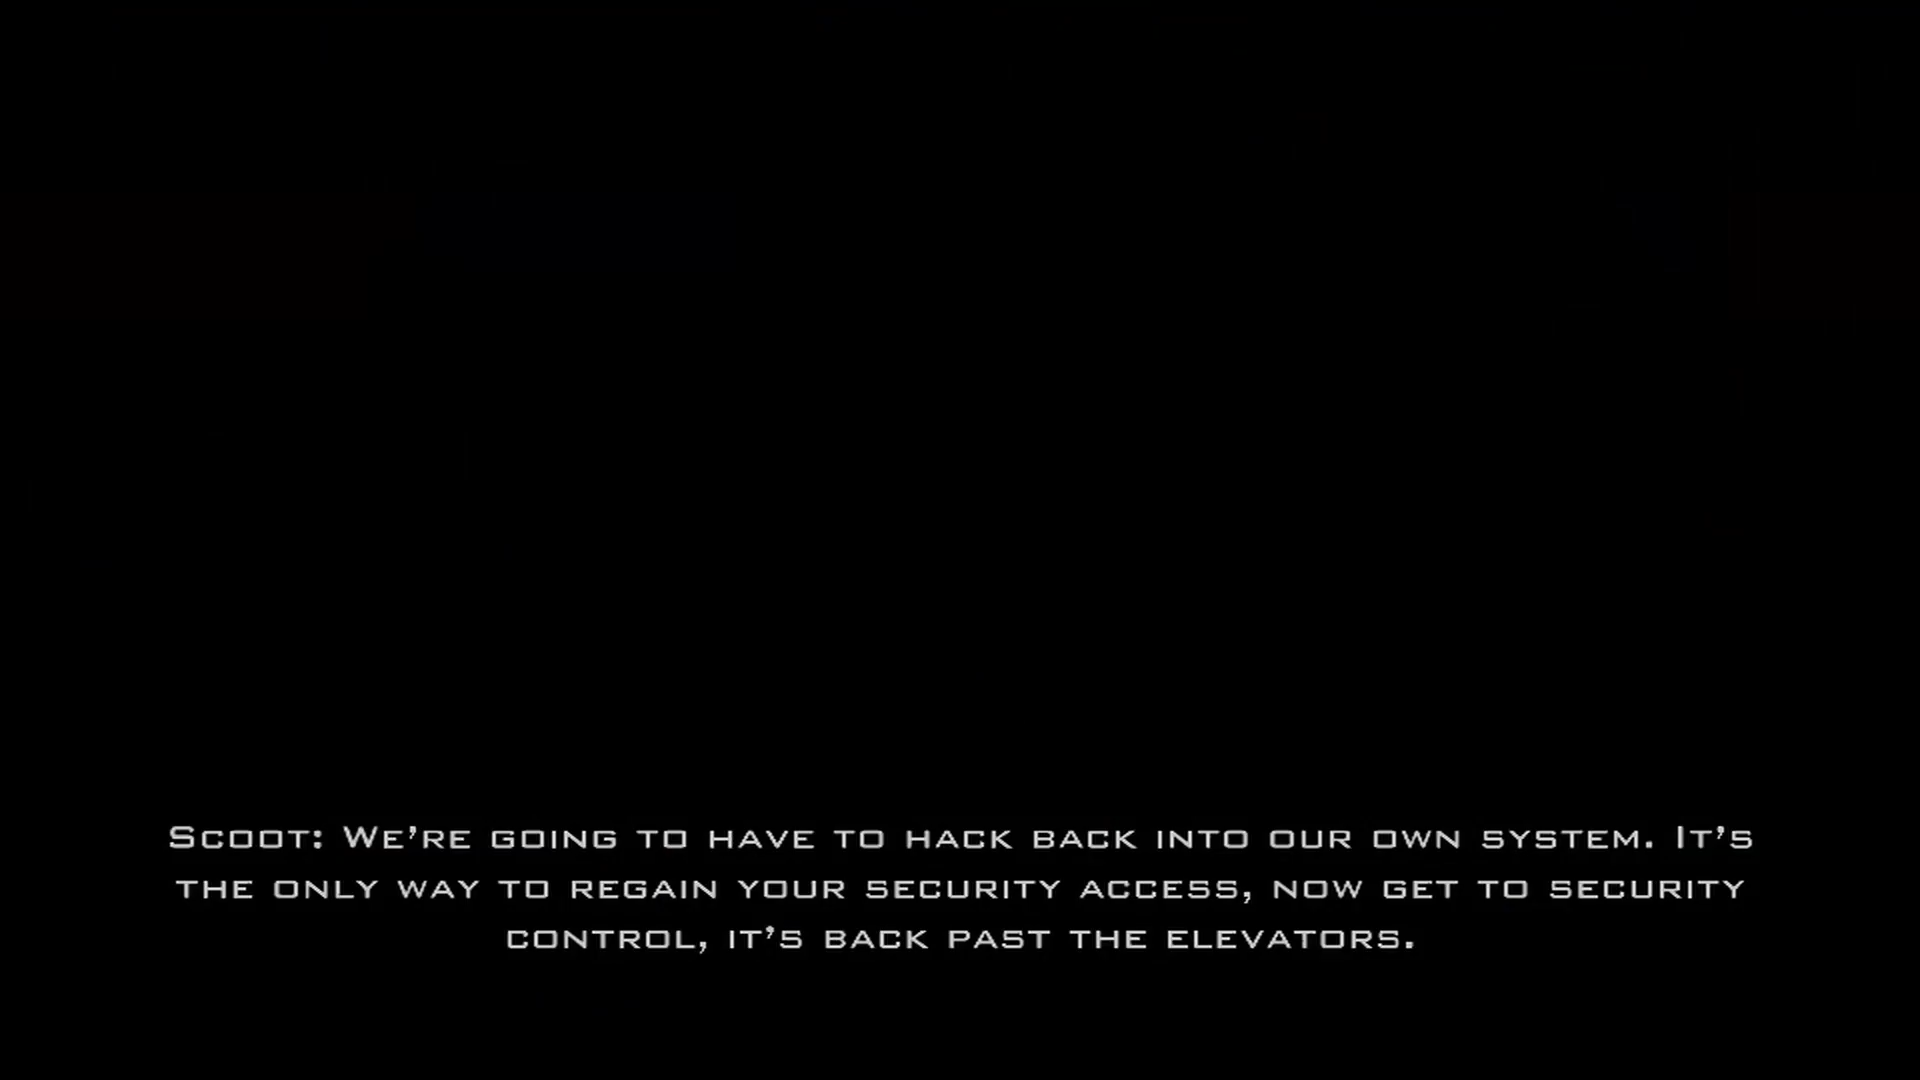 Scoot: We're going to have to hack back into our own system. It's
the only way to regain your security access, now get to security
control, it's back past the elevators.